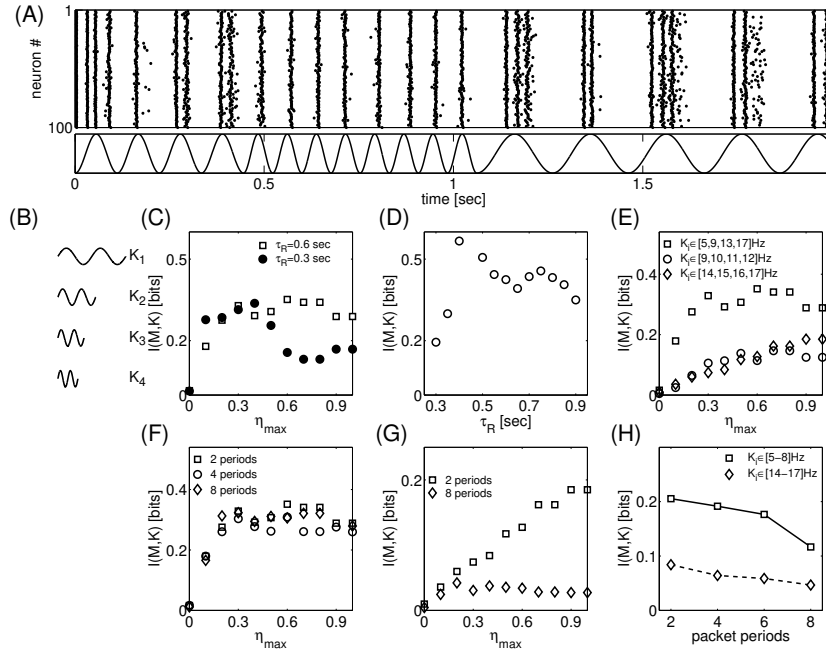 (A)
1
neuron #
100
0
0.5
1
1.5
time [sec]
(B)
K1
K2
K3
K4
(C)
τR=0.6 sec
τR=0.3 sec
0.5
0.2
0
I(M,K) [bits]
0 0.3 0.6 0.9
ηmax
(D)
0.5
0.2
0
I(M,K) [bits]
0.3 0.5 0.7 0.9
τR [sec]
(E)
Ki∈[5,9,13,17]Hz
Ki∈[9,10,11,12]Hz
Ki∈[14,15,16,17]Hz
0.4
0.2
0
I(M,K) [bits]
0 0.3 0.6 0.9
ηmax
(F)
2 periods
4 periods
8 periods
0.4
0.2
0
I(M,K) [bits]
0 0.3 0.6 0.9
ηmax
(G)
2 periods
8 periods
0.2
0
I(M,K) [bits]
0 0.3 0.6 0.9
ηmax
(H)
Ki∈[5−8]Hz
Ki∈[14−17]Hz
0.2
0.1
0
I(M,K) [bits]
2 4 6 8
packet periods